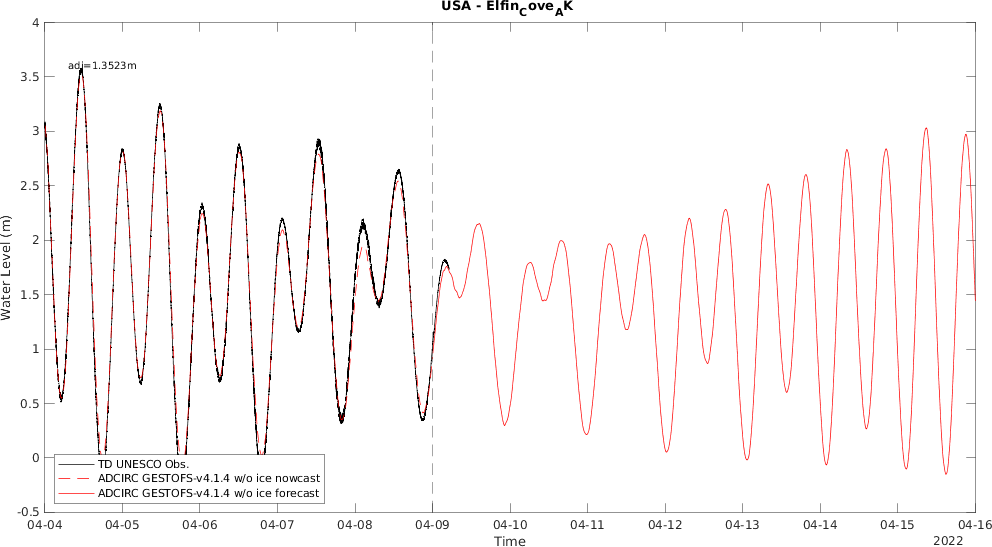 USA - ElfinCoveAK
adj=1.3523m
Water Level (m)
4
3.5
3
2.5
2
1.5
1
0.5
0
-0.5
TD UNESCO Obs.
ADCIRC GESTOFS-v4.1.4 w/o ice nowcast
ADCIRC GESTOFS-v4.1.4 w/o ice forecast
04-04 04-05 04-06 04-07 04-08 04-09 04-10 04-11 04-12 04-13 04-14 04-15 04-16
Time
2022